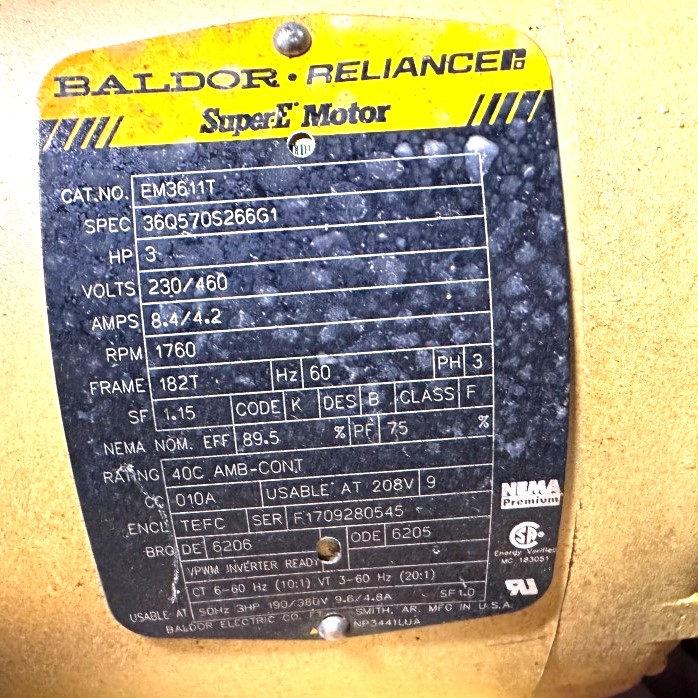 BALDOR • RELIANCE
Super-E Motor
CAT.NO. EM3611T
SPEC 36Q570S266G1
HP 3
VOLTS 230/460
AMPS 8.4/4.2
RPM 1760
FRAME 182T Hz 60 PH 3
SF 1.15 CODE K DES B CLASS F
NEMA NOM. EFF 89.5 % PF 75 %
RATING 40C AMB-CONT
CC 010A USABLE AT 208V 9
ENCL TEFC SER F1709280545
BRG DE 6206 ODE 6205
VPWM INVERTER READY
CT 6-60 Hz (10:1) VT 3-60 Hz (20:1) SF1.0
USABLE AT 50Hz 3HP 190/380V 9.6/4.8A
BALDOR ELECTRIC CO. SMITH, AR. MFG IN U.S.A.
NP3441LUA
NEMA
Premium
Energy Verified
MC 183051